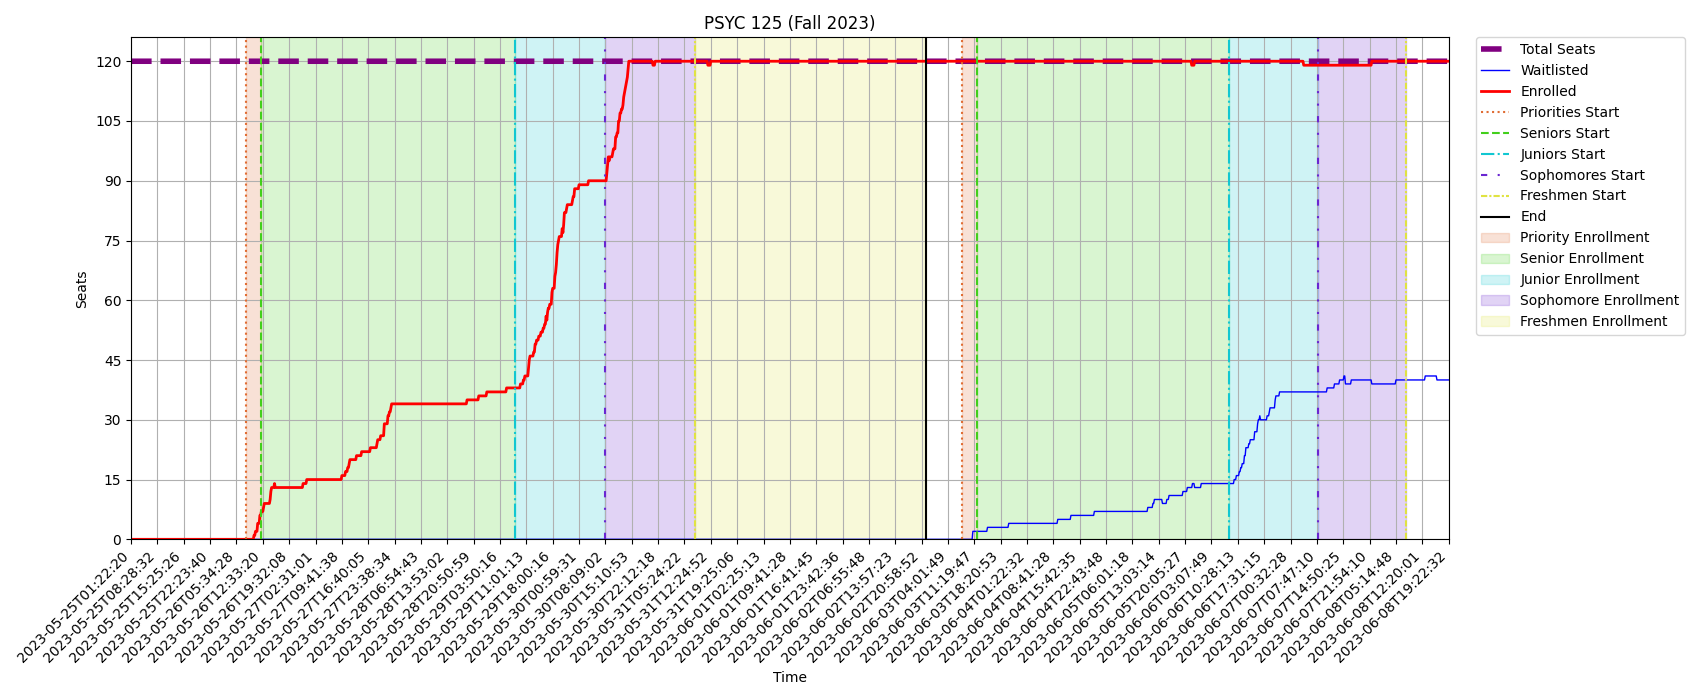 PSYC 125 (Fall 2023)
Seats
120
105
90
75
60
45
30
15
0
2023-05-25T01:22:20
2023-05-25T08:28:32
2023-05-25T15:25:26
2023-05-25T22:23:40
2023-05-26T05:34:28
2023-05-26T12:33:20
2023-05-26T19:32:08
2023-05-27T02:31:01
2023-05-27T09:41:38
2023-05-27T16:40:05
2023-05-27T23:38:34
2023-05-28T06:54:43
2023-05-28T13:53:02
2023-05-28T20:50:59
2023-05-29T03:50:16
2023-05-29T11:01:13
2023-05-29T18:00:16
2023-05-30T00:59:31
2023-05-30T08:09:02
2023-05-30T15:10:53
2023-05-30T22:12:18
2023-05-31T05:24:22
2023-05-31T12:24:52
2023-05-31T19:25:06
2023-06-01T02:25:13
2023-06-01T09:41:28
2023-06-01T16:41:45
2023-06-01T23:42:36
2023-06-02T06:55:48
2023-06-02T13:57:23
2023-06-02T20:58:52
2023-06-03T04:01:49
2023-06-03T11:19:47
2023-06-03T18:20:53
2023-06-04T01:22:32
2023-06-04T08:41:28
2023-06-04T15:42:35
2023-06-04T22:43:48
2023-06-05T06:01:18
2023-06-05T13:03:14
2023-06-05T20:05:27
2023-06-06T03:07:49
2023-06-06T10:28:13
2023-06-06T17:31:15
2023-06-07T00:32:28
2023-06-07T07:47:10
2023-06-07T14:50:25
2023-06-07T21:54:10
2023-06-08T05:14:48
2023-06-08T12:20:01
2023-06-08T19:22:32
Time
Total Seats
Waitlisted
Enrolled
Priorities Start
Seniors Start
Juniors Start
Sophomores Start
Freshmen Start
End
Priority Enrollment
Senior Enrollment
Junior Enrollment
Sophomore Enrollment
Freshmen Enrollment